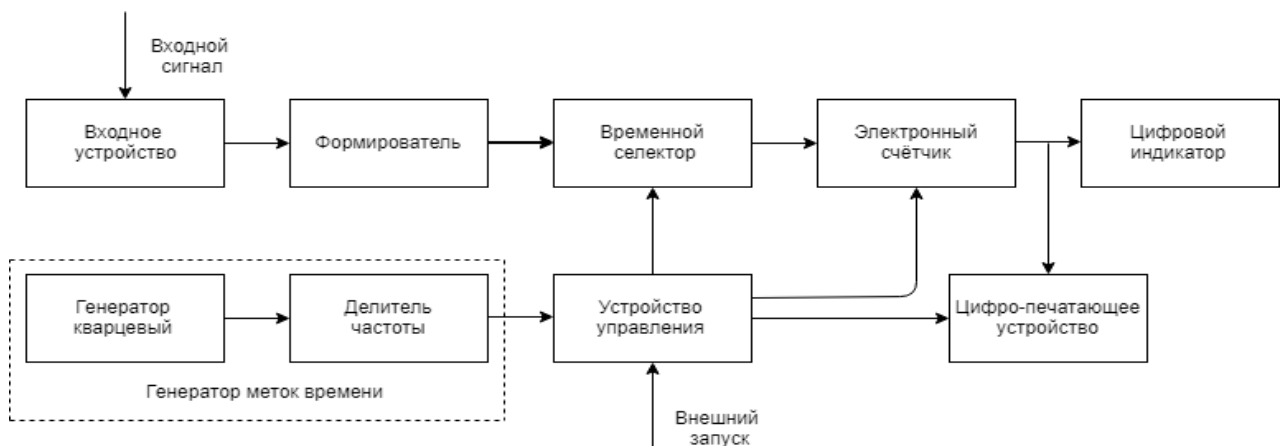 Входной
сигнал
Входное
устройство
Формирователь
Временной
селектор
Электронный
счётчик
Цифровой
индикатор
Генератор
кварцевый
Делитель
частоты
Устройство
управления
Цифро-печатающее
устройство
Генератор меток времени
Внешний
запуск